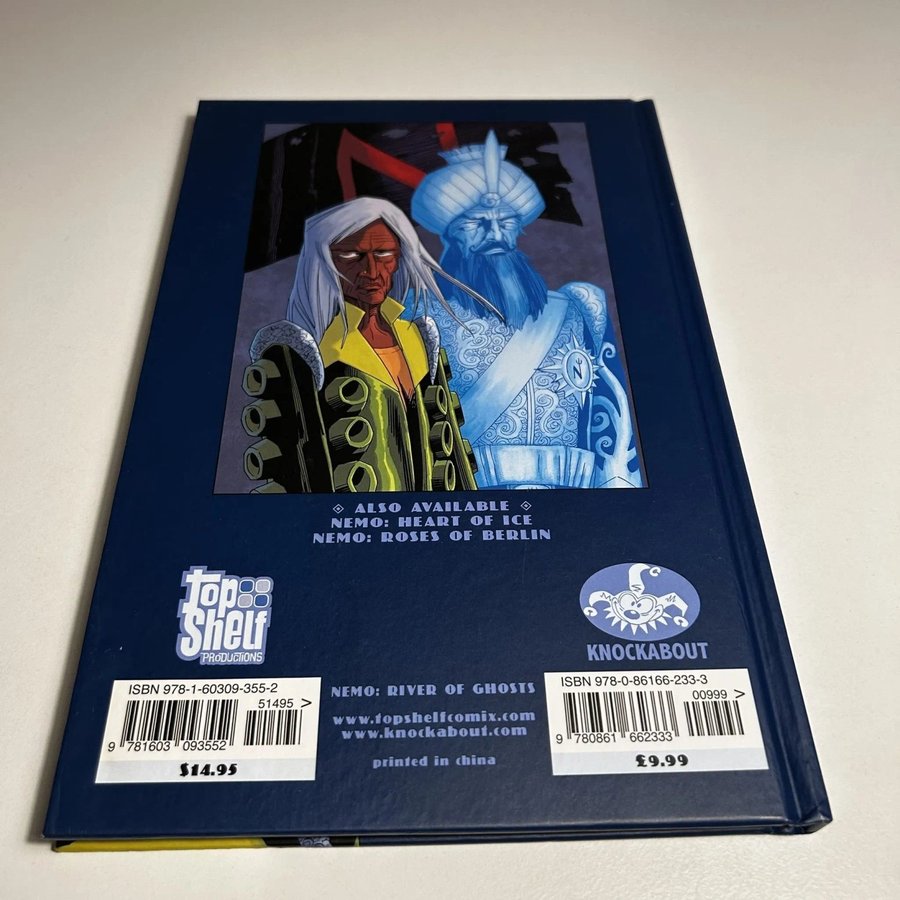 N
◈ ALSO AVAILABLE ◈
NEMO: HEART OF ICE
NEMO: ROSES OF BERLIN
Top Shelf
PRODUCTIONS
KNOCKABOUT
ISBN 978-1-60309-355-2
51495 >
9 781603 093552
$14.95
NEMO: RIVER OF GHOSTS
www.topshelfcomix.com
www.knockabout.com
printed in china
ISBN 978-0-86166-233-3
00999 >
9 780861 662333
£9.99